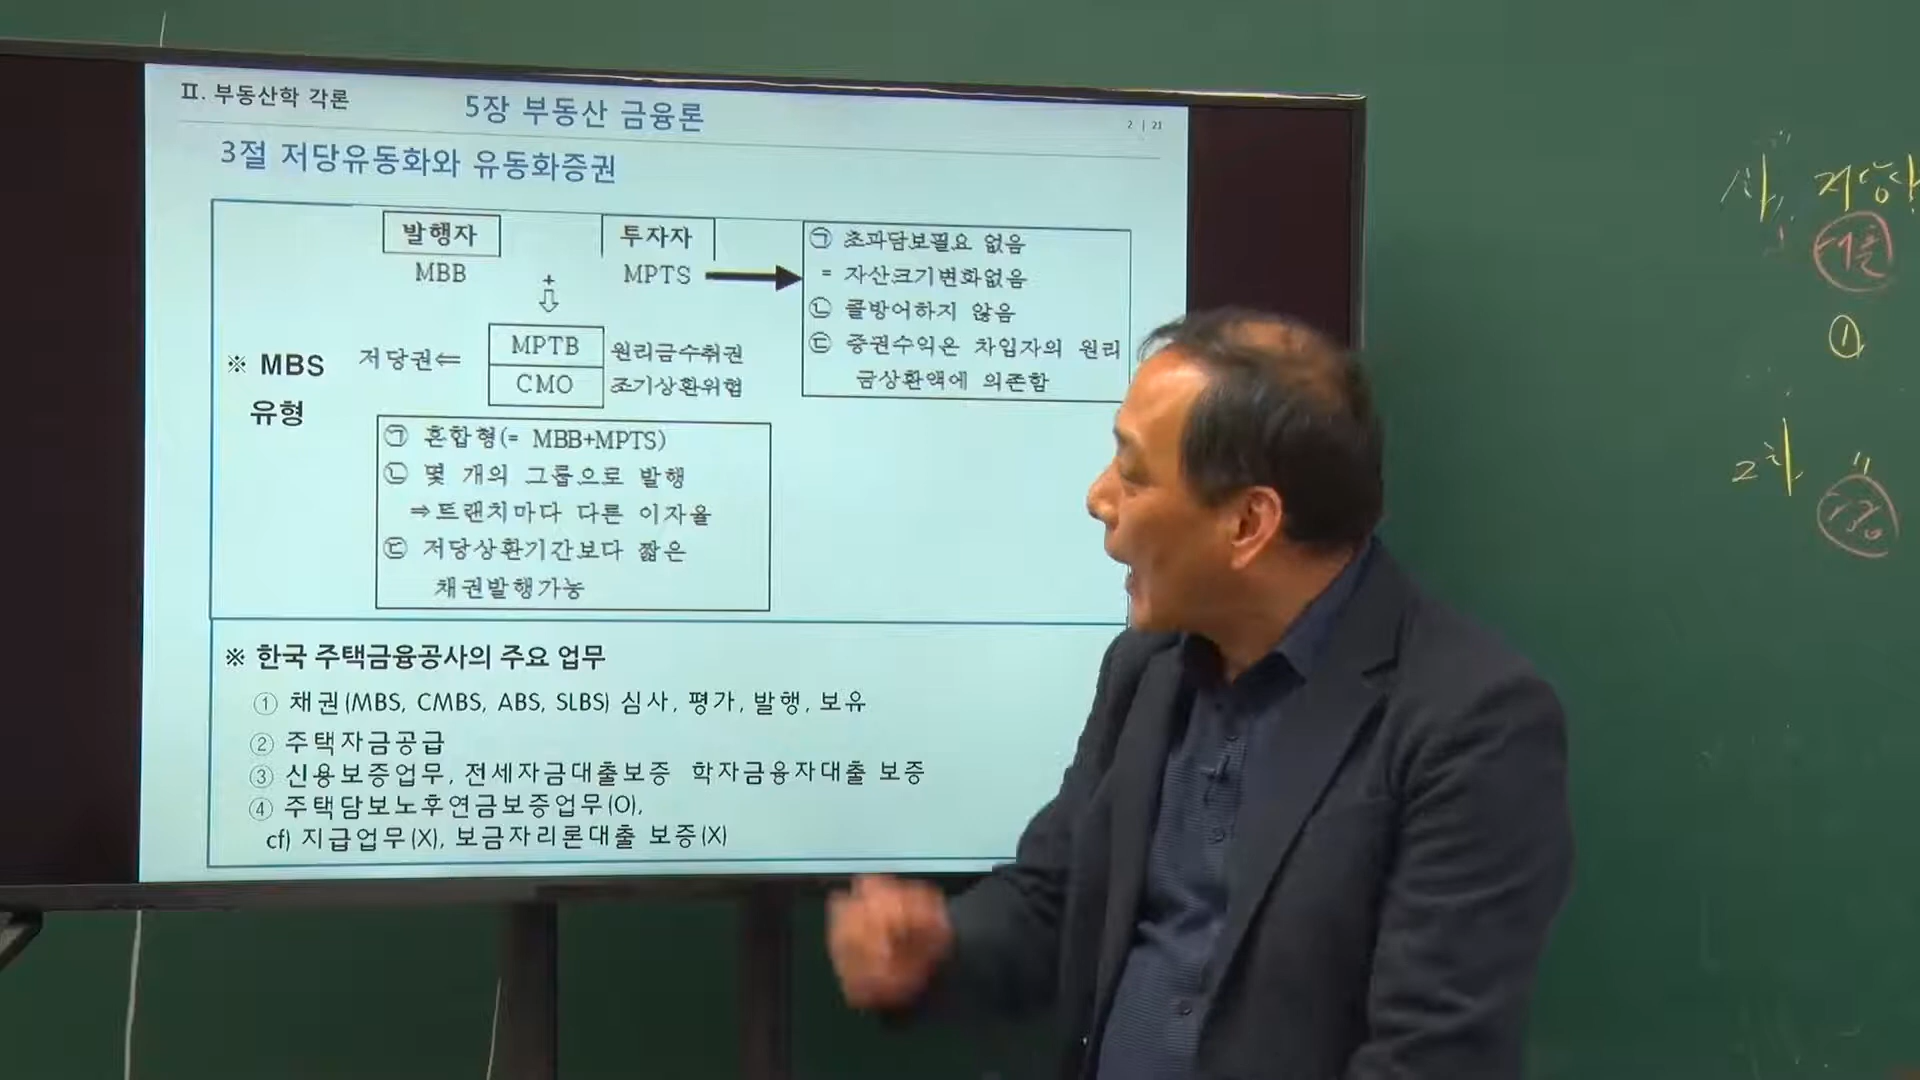 Ⅱ. 부동산학 각론
5장 부동산 금융론
2 | 21
3절 저당유동화와 유동화증권
발행자
투자자
MBB
+
MPTS
⇩
㉠ 초과담보필요 없음
= 자산크기변화없음
㉡ 콜방어하지 않음
㉢ 증권수익은 차입자의 원리
금상환액에 의존함
※ MBS
유형
저당권⇐
MPTB
원리금수취권
CMO
조기상환위험
㉠ 혼합형(= MBB+MPTS)
㉡ 몇 개의 그룹으로 발행
⇒트랜치마다 다른 이자율
㉢ 저당상환기간보다 짧은
채권발행가능
※ 한국 주택금융공사의 주요 업무
① 채권(MBS, CMBS, ABS, SLBS) 심사, 평가, 발행, 보유
② 주택자금공급
③ 신용보증업무, 전세자금대출보증 학자금융자대출 보증
④ 주택담보노후연금보증업무(O),
cf) 지급업무(X), 보금자리론대출 보증(X)
저당
①
2차 〃